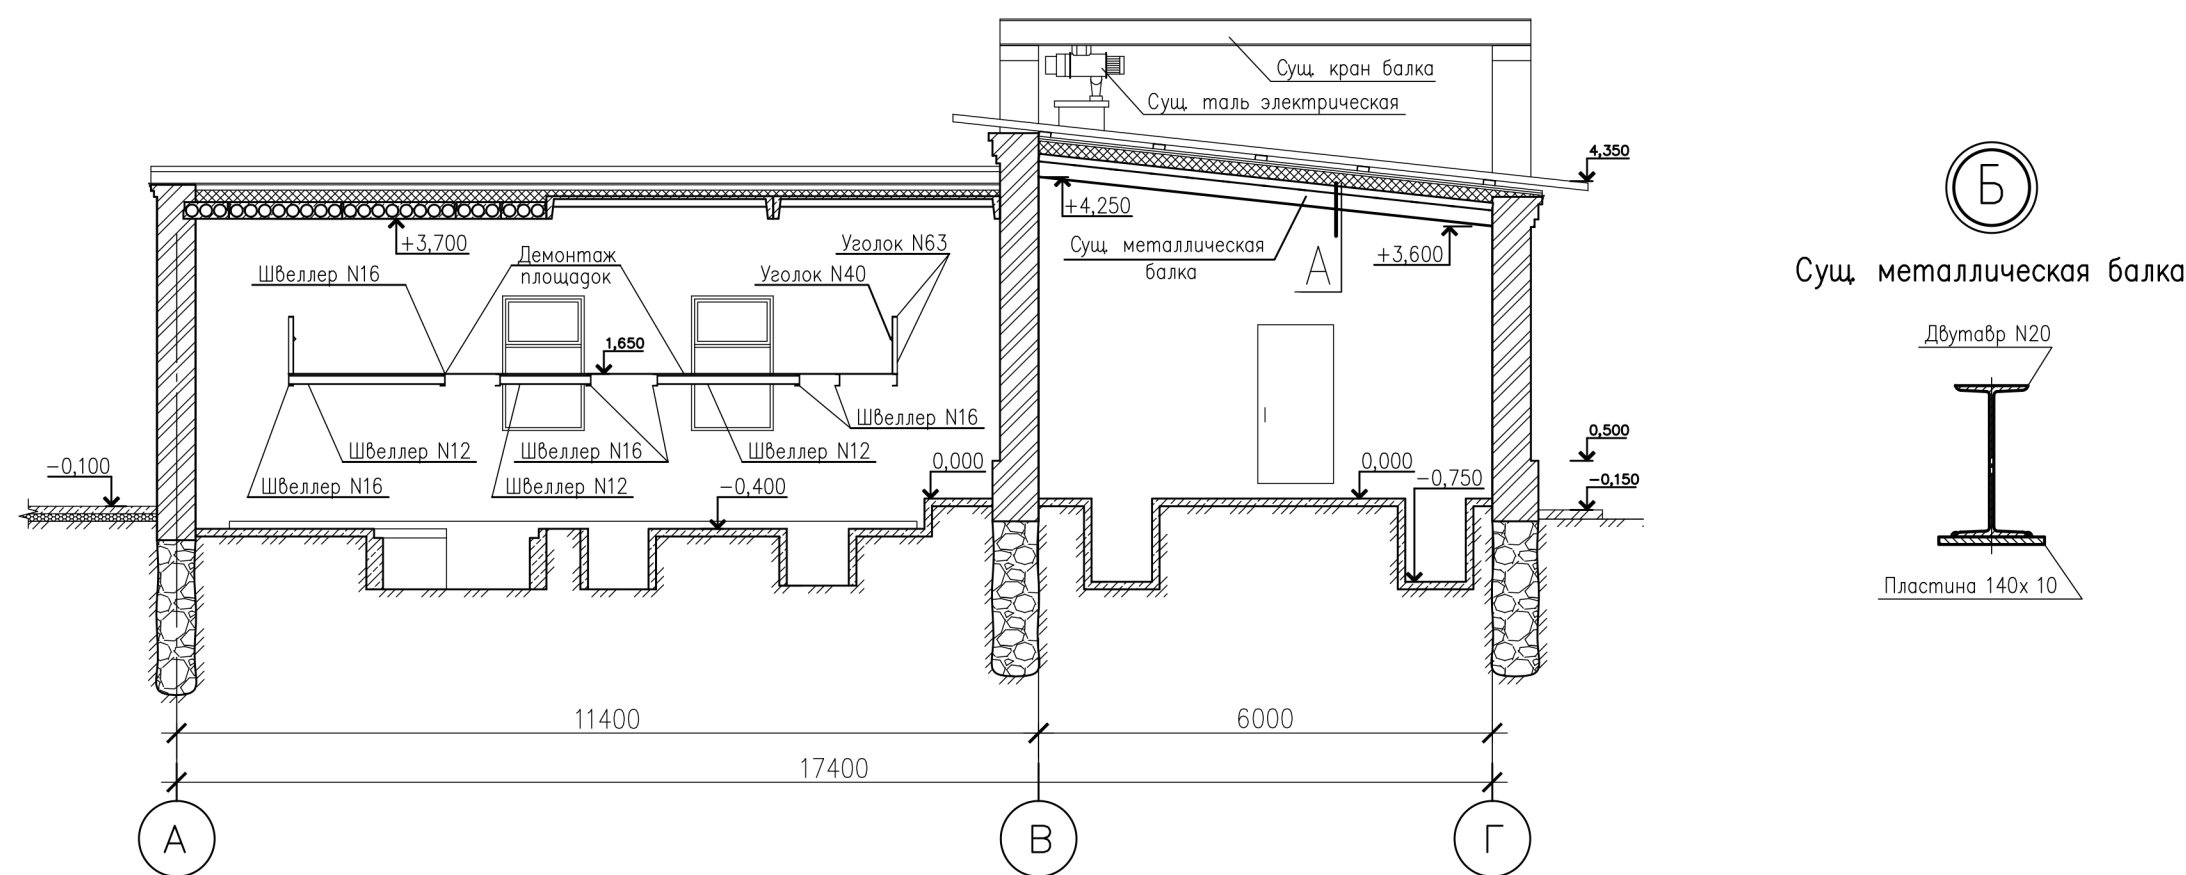 Сущ. кран балка
Сущ. таль электрическая
4,350
+4,250
+3,700
Сущ. металлическая
балка
+3,600
А
Демонтаж
площадок
Швеллер N16
Уголок N63
Уголок N40
1,650
Швеллер N16
Швеллер N12
Швеллер N16
Швеллер N12
Швеллер N16
Швеллер N12
0,500
-0,100
0,000
0,000
-0,750
-0,400
-0,150
11400
6000
17400
А
В
Г
Б
Сущ. металлическая балка
Двутавр N20
Пластина 140х 10